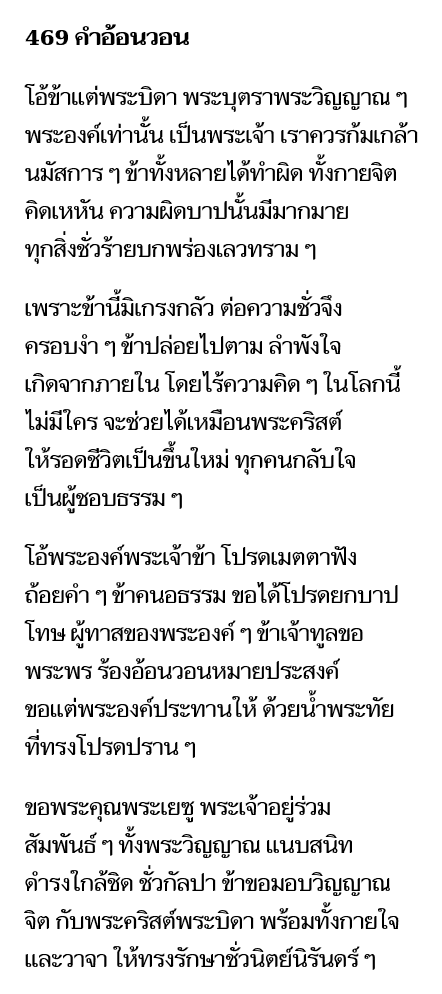 469 คำอ้อนวอน
โอ้ข้าแต่พระบิดา พระบุตราพระวิญญาณ ๆ
พระองค์เท่านั้น เป็นพระเจ้า เราควรก้มเกล้า
นมัสการ ๆ ข้าทั้งหลายได้ทำผิด ทั้งกายจิต
คิดเหหัน ความผิดบาปนั้นมีมากมาย
ทุกสิ่งชั่วร้ายบกพร่องเลวทราม ๆ
เพราะข้านี้มิเกรงกลัว ต่อความชั่วจึง
ครอบงำ ๆ ข้าปล่อยไปตาม ลำพังใจ
เกิดจากภายใน โดยไร้ความคิด ๆ ในโลกนี้
ไม่มีใคร จะช่วยได้เหมือนพระคริสต์
ให้รอดชีวิตเป็นขึ้นใหม่ ทุกคนกลับใจ
เป็นผู้ชอบธรรม ๆ
โอ้พระองค์พระเจ้าข้า โปรดเมตตาฟัง
ถ้อยคำ ๆ ข้าคนอธรรม ขอได้โปรดยกบาป
โทษ ผู้ทาสของพระองค์ ๆ ข้าเจ้าทูลขอ
พระพร ร้องอ้อนวอนหมายประสงค์
ขอแต่พระองค์ประทานให้ ด้วยน้ำพระทัย
ที่ทรงโปรดปราน ๆ
ขอพระคุณพระเยซู พระเจ้าอยู่ร่วม
สัมพันธ์ ๆ ทั้งพระวิญญาณ แนบสนิท
ดำรงใกล้ชิด ชั่วกัลปา ข้าขอมอบวิญญาณ
จิต กับพระคริสต์พระบิดา พร้อมทั้งกายใจ
และวาจา ให้ทรงรักษาชั่วนิตย์นิรันดร์ ๆ